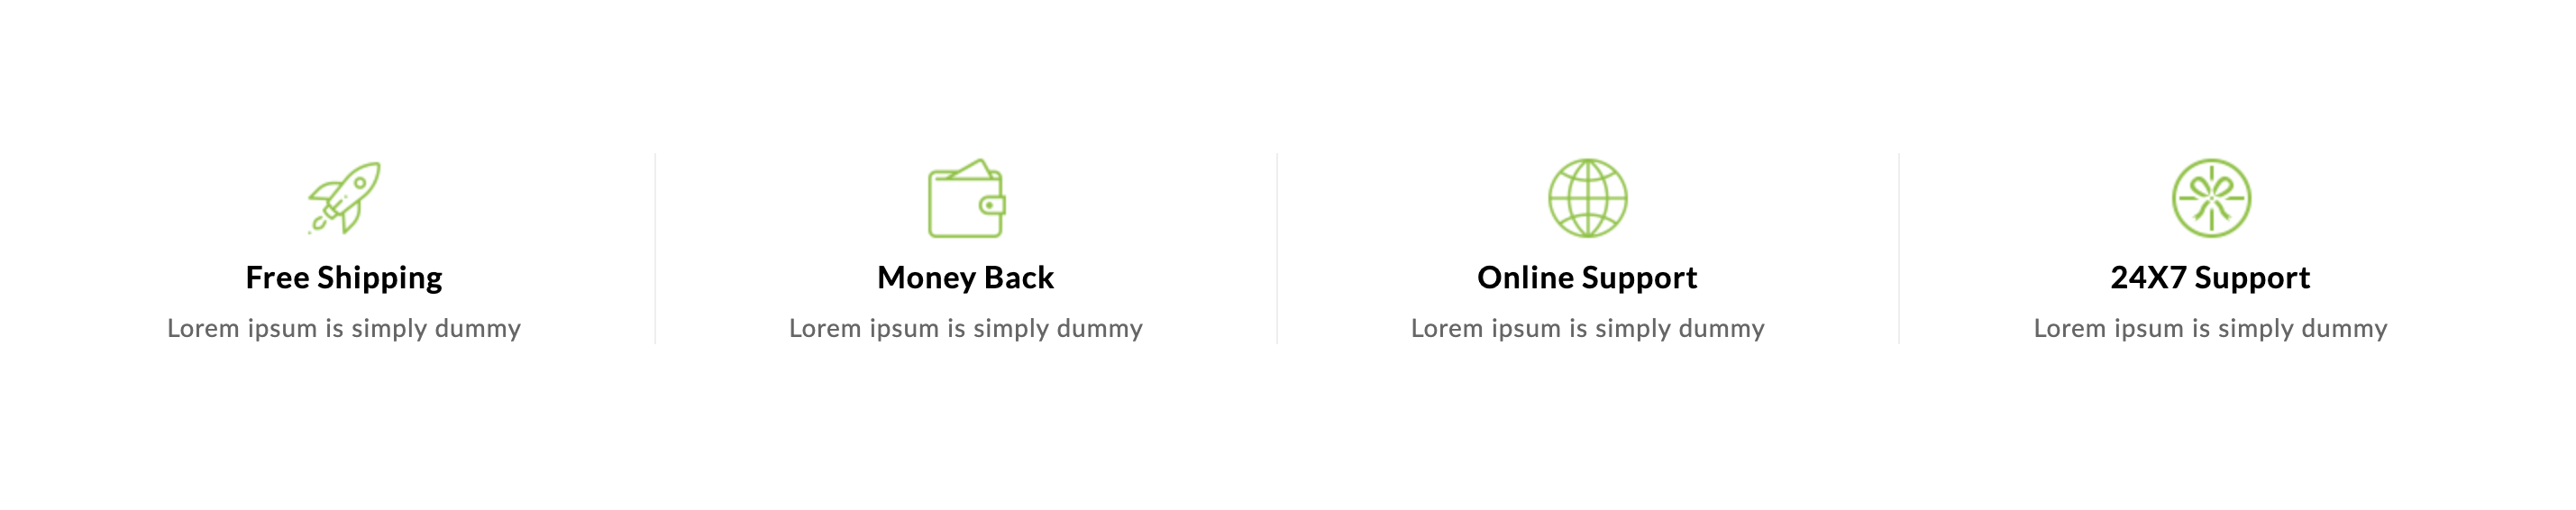 Free Shipping
Lorem ipsum is simply dummy
Money Back
Lorem ipsum is simply dummy
Online Support
Lorem ipsum is simply dummy
24X7 Support
Lorem ipsum is simply dummy